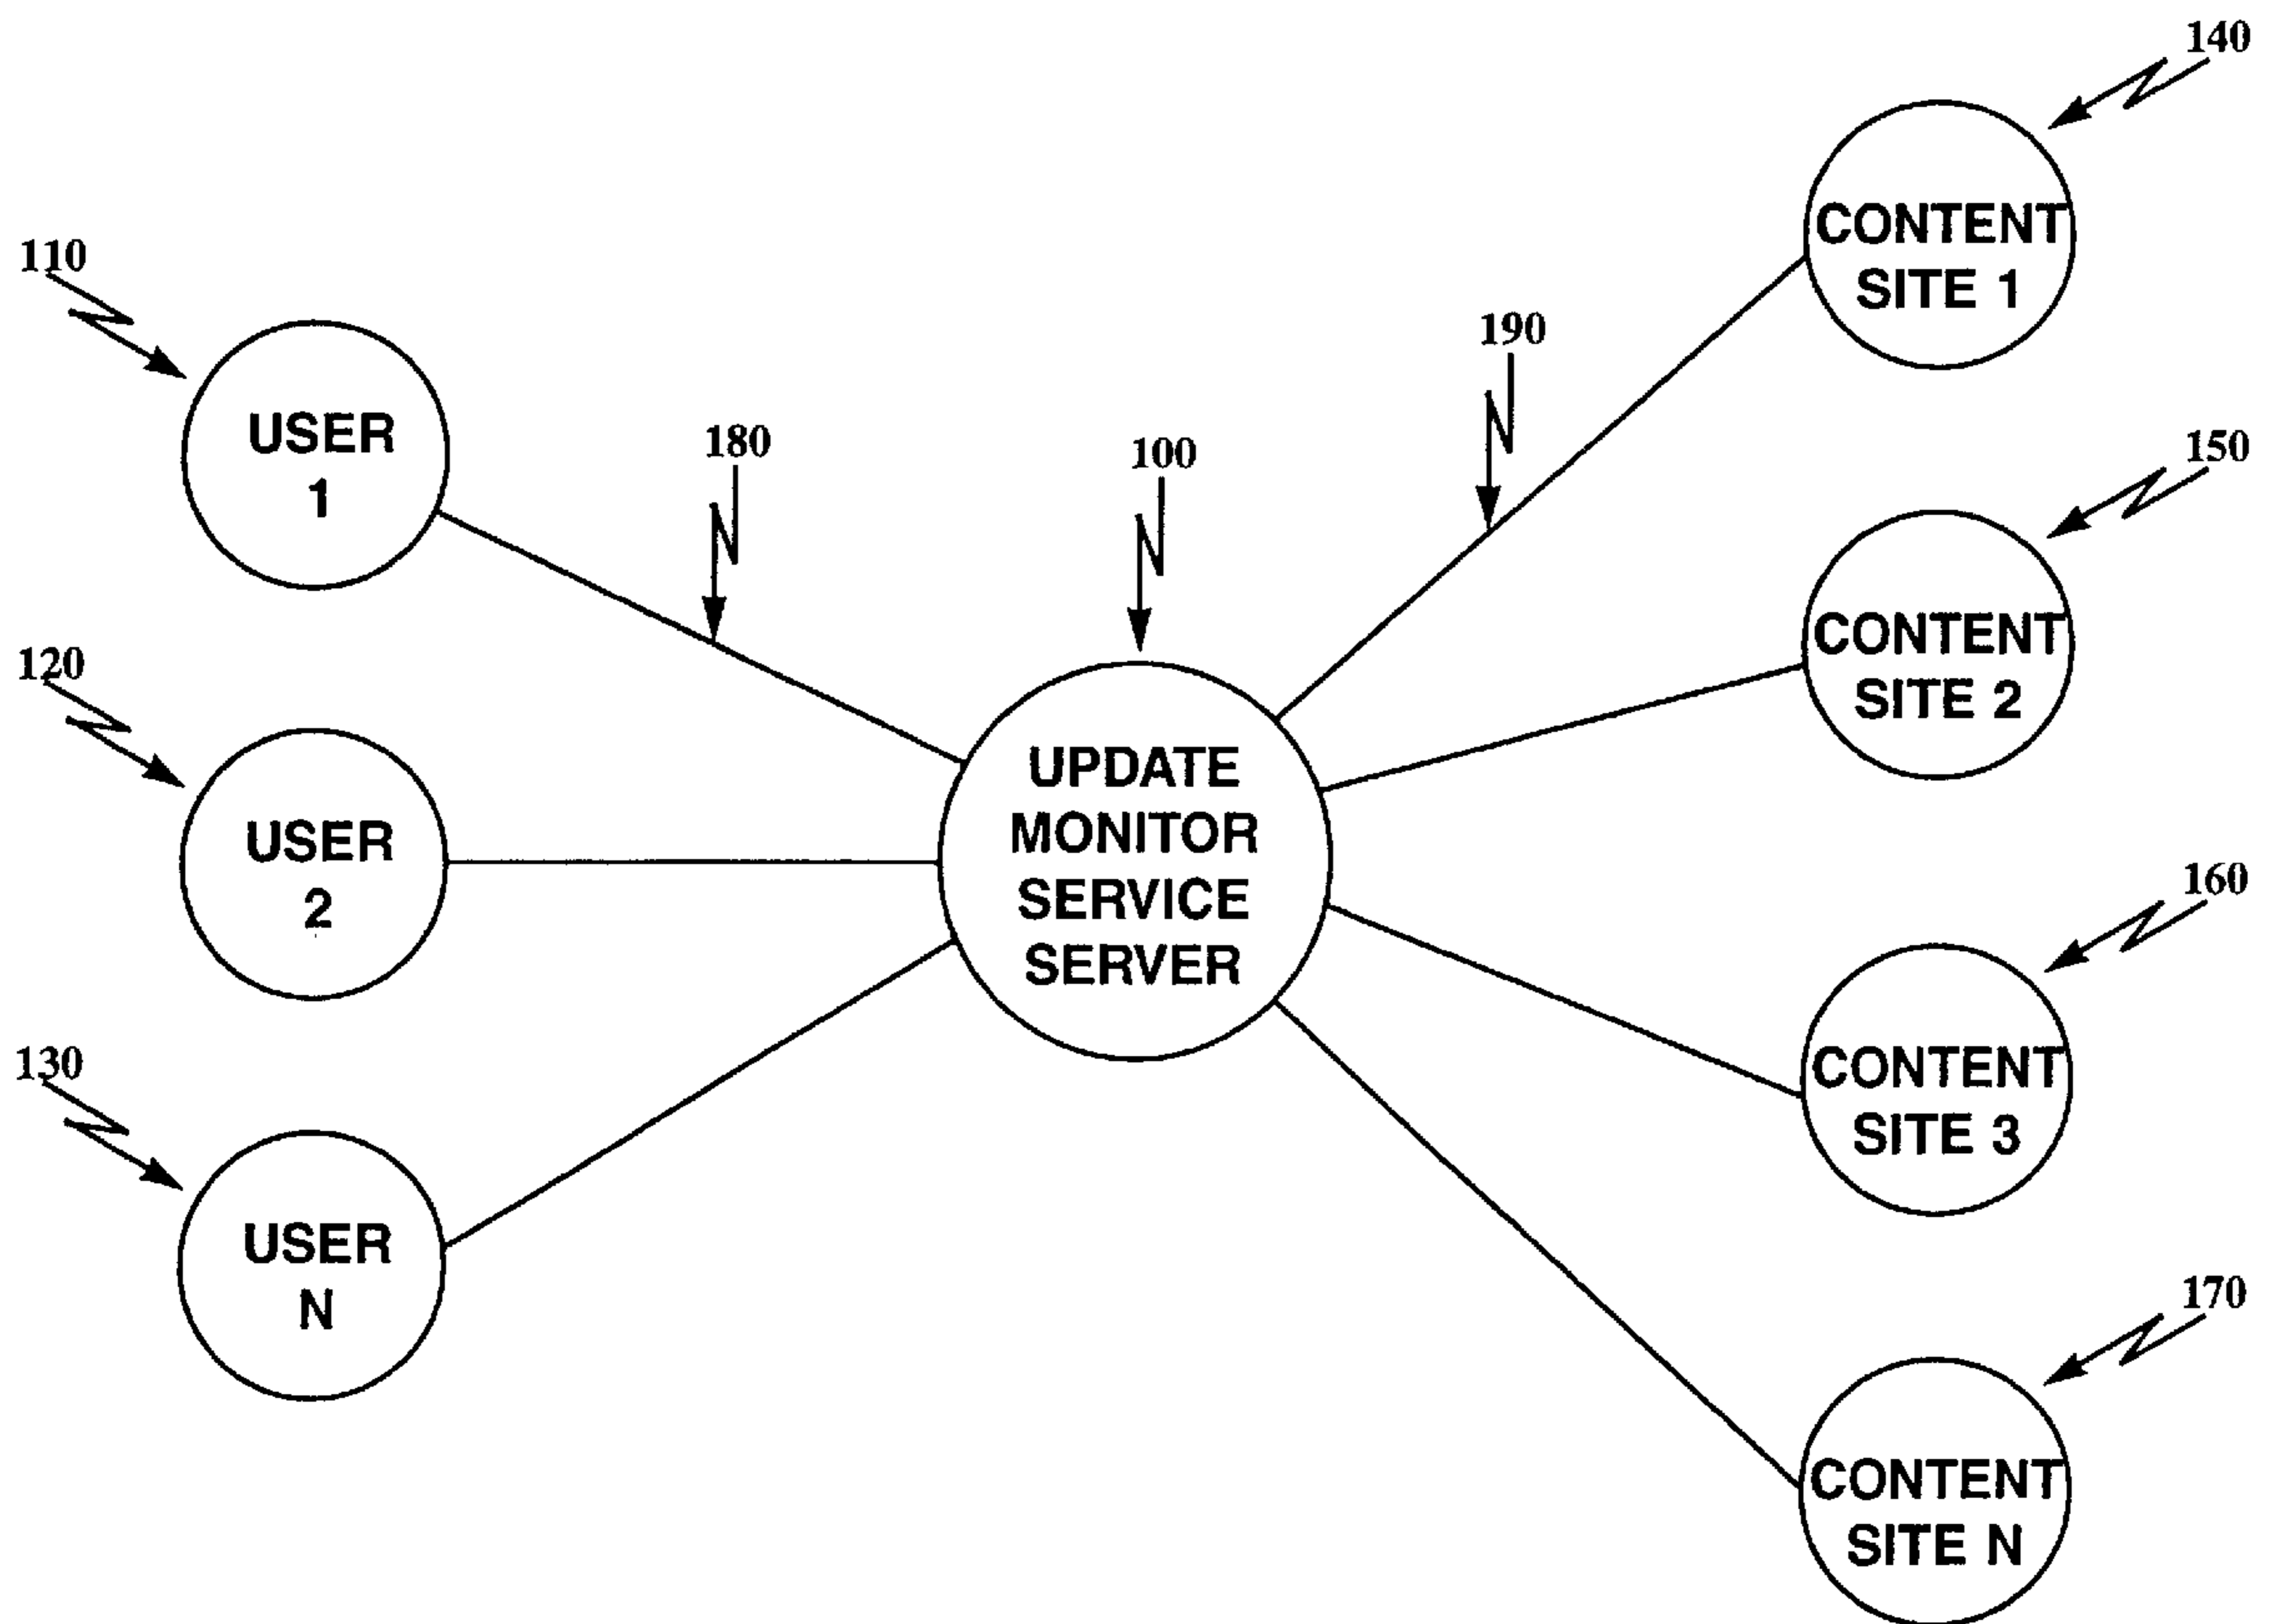 140
CONTENT
SITE 1
110
USER
1
190
180
100
150
CONTENT
SITE 2
120
USER
2
UPDATE
MONITOR
SERVICE
SERVER
160
CONTENT
SITE 3
130
USER
N
170
CONTENT
SITE N